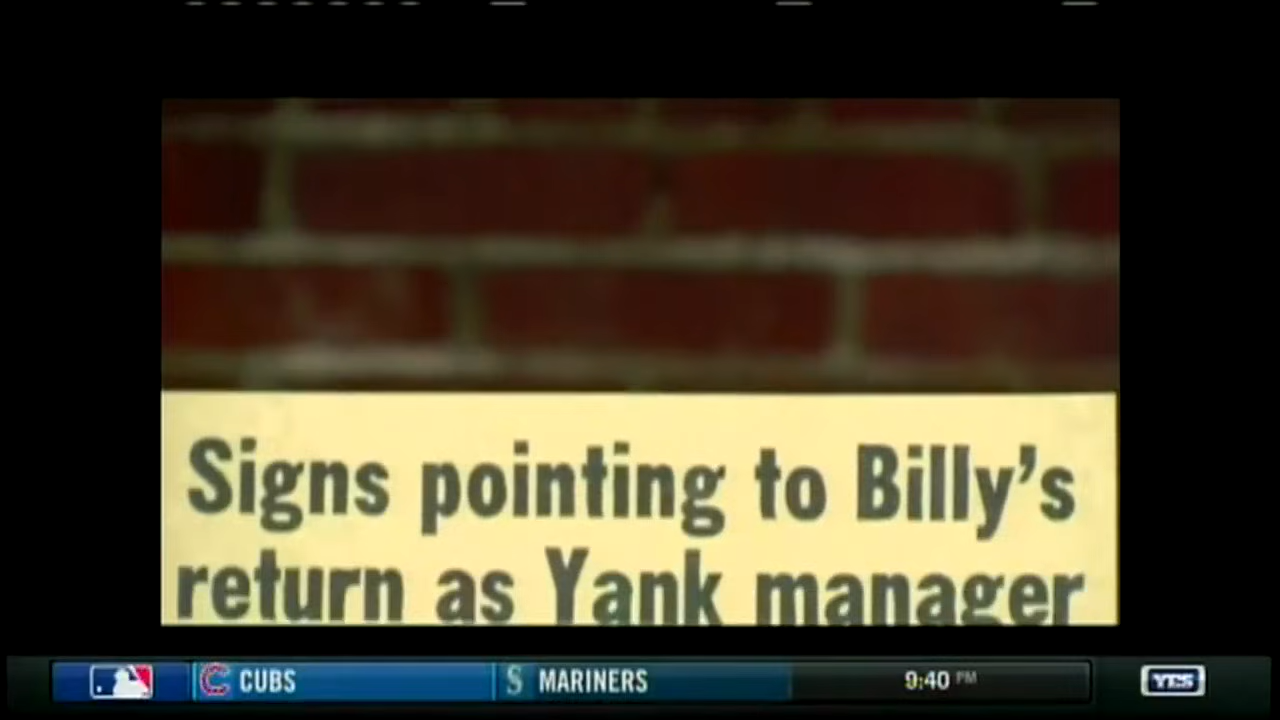 Signs pointing to Billy's
return as Yank manager
CUBS
MARINERS
9:40 PM
YES